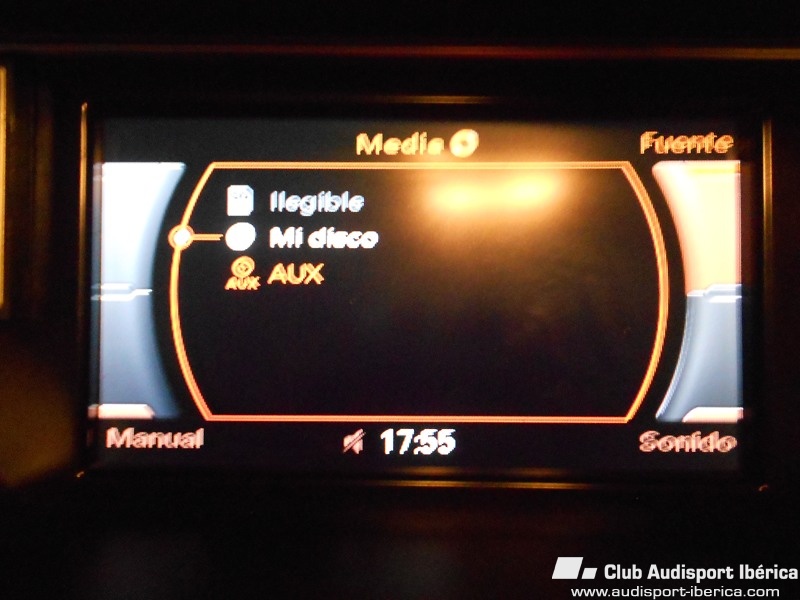 Media
Fuente
Ilegible
Mi disco
AUX AUX
Manual
17:55
Sonido
Club Audisport Ibérica
www.audisport-iberica.com